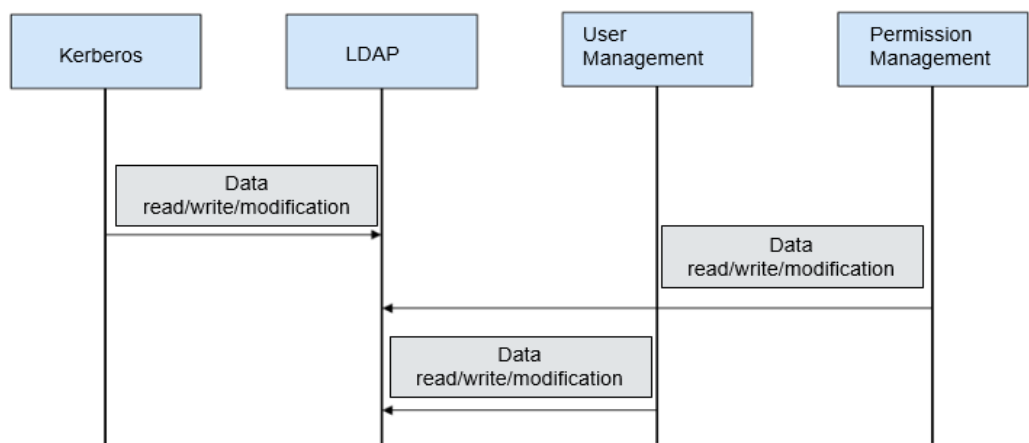 Kerberos
LDAP
User
Management
Permission
Management
Data
read/write/modification
Data
read/write/modification
Data
read/write/modification